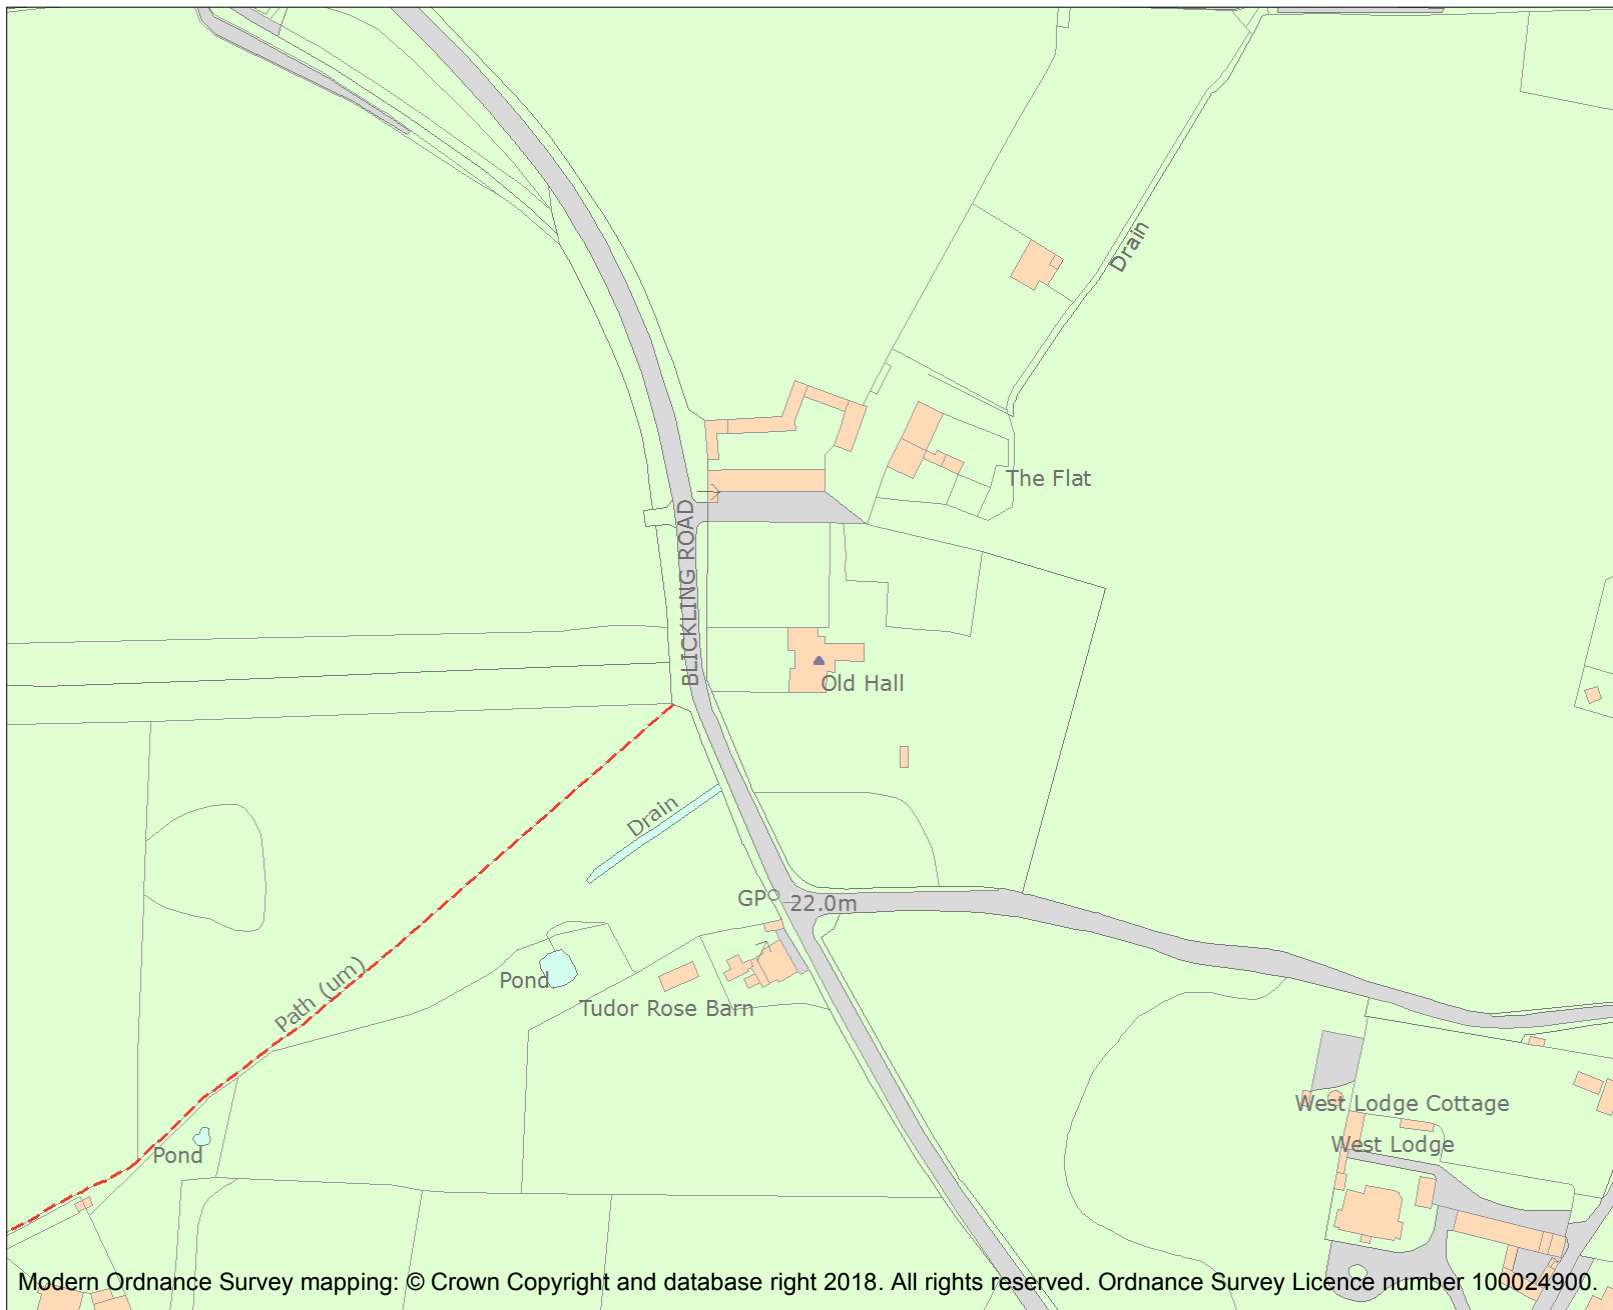 Drain
The Flat
BLICKLING ROAD
Old Hall
Drain
GP
22.0m
Path (um)
Pond
Tudor Rose Barn
West Lodge Cottage
West Lodge
Pond
Modern Ordnance Survey mapping: © Crown Copyright and database right 2018. All rights reserved. Ordnance Survey Licence number 100024900.